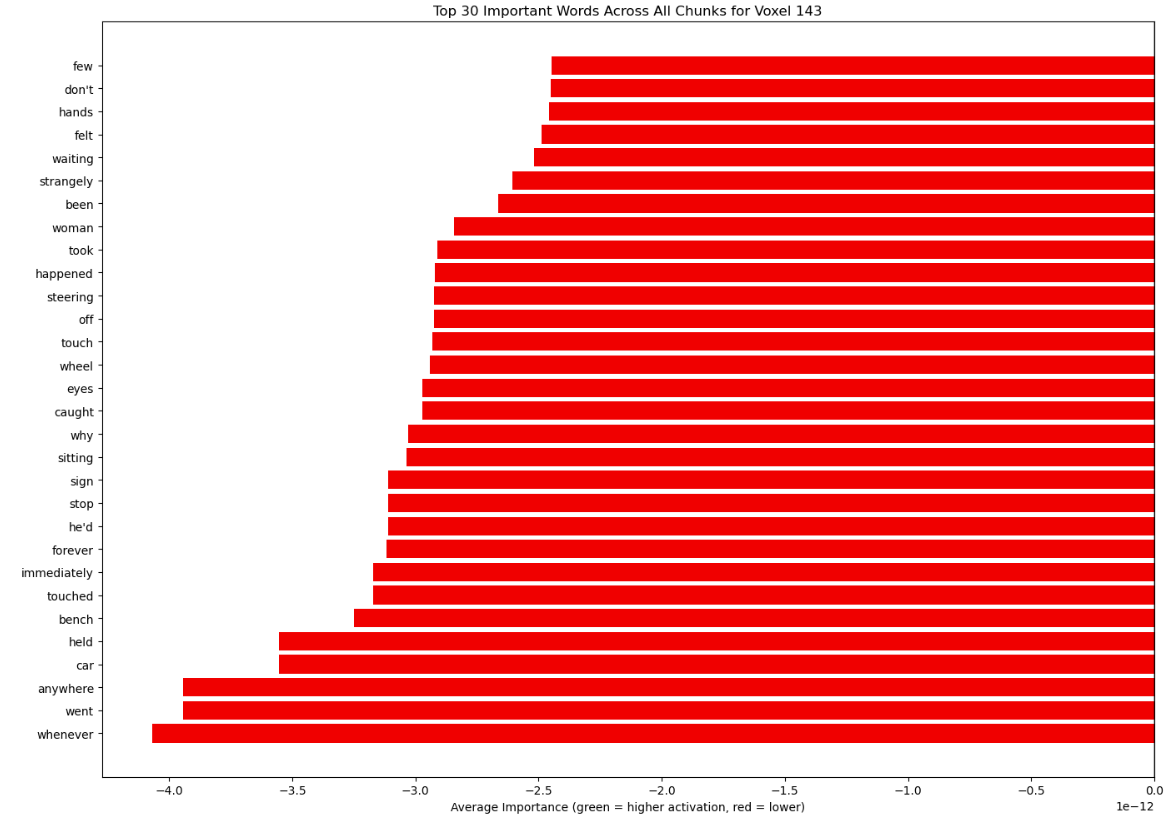 Top 30 Important Words Across All Chunks for Voxel 143
few
don't
hands
felt
waiting
strangely
been
woman
took
happened
steering
off
touch
wheel
eyes
caught
why
sitting
sign
stop
he'd
forever
immediately
touched
bench
held
car
anywhere
went
whenever
−4.0 −3.5 −3.0 −2.5 −2.0 −1.5 −1.0 −0.5 0.0
Average Importance (green = higher activation, red = lower)
1e−12